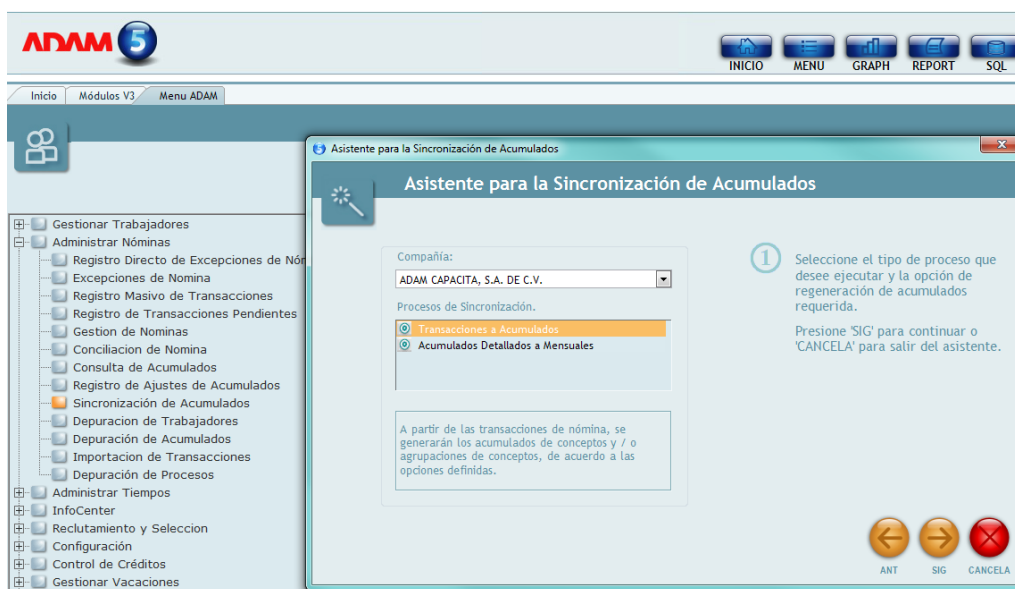 ADAM 5
INICIO
MENU
GRAPH
REPORT
SQL
Inicio
Módulos V3
Menu ADAM
Gestionar Trabajadores
Administrar Nóminas
Registro Directo de Excepciones de Nór
Excepciones de Nomina
Registro Masivo de Transacciones
Registro de Transacciones Pendientes
Gestion de Nominas
Conciliacion de Nomina
Consulta de Acumulados
Registro de Ajustes de Acumulados
Sincronización de Acumulados
Depuracion de Trabajadores
Depuración de Acumulados
Importacion de Transacciones
Depuración de Procesos
Administrar Tiempos
InfoCenter
Reclutamiento y Seleccion
Configuración
Control de Créditos
Gestionar Vacaciones
5 Asistente para la Sincronización de Acumulados
Asistente para la Sincronización de Acumulados
Compañía:
ADAM CAPACITA, S.A. DE C.V.
Procesos de Sincronización.
Transacciones a Acumulados
Acumulados Detallados a Mensuales
A partir de las transacciones de nómina, se
generarán los acumulados de conceptos y / o
agrupaciones de conceptos, de acuerdo a las
opciones definidas.
1
Seleccione el tipo de proceso que
desee ejecutar y la opción de
regeneración de acumulados
requerida.
Presione 'SIG' para continuar o
'CANCELA' para salir del asistente.
ANT
SIG
CANCELA